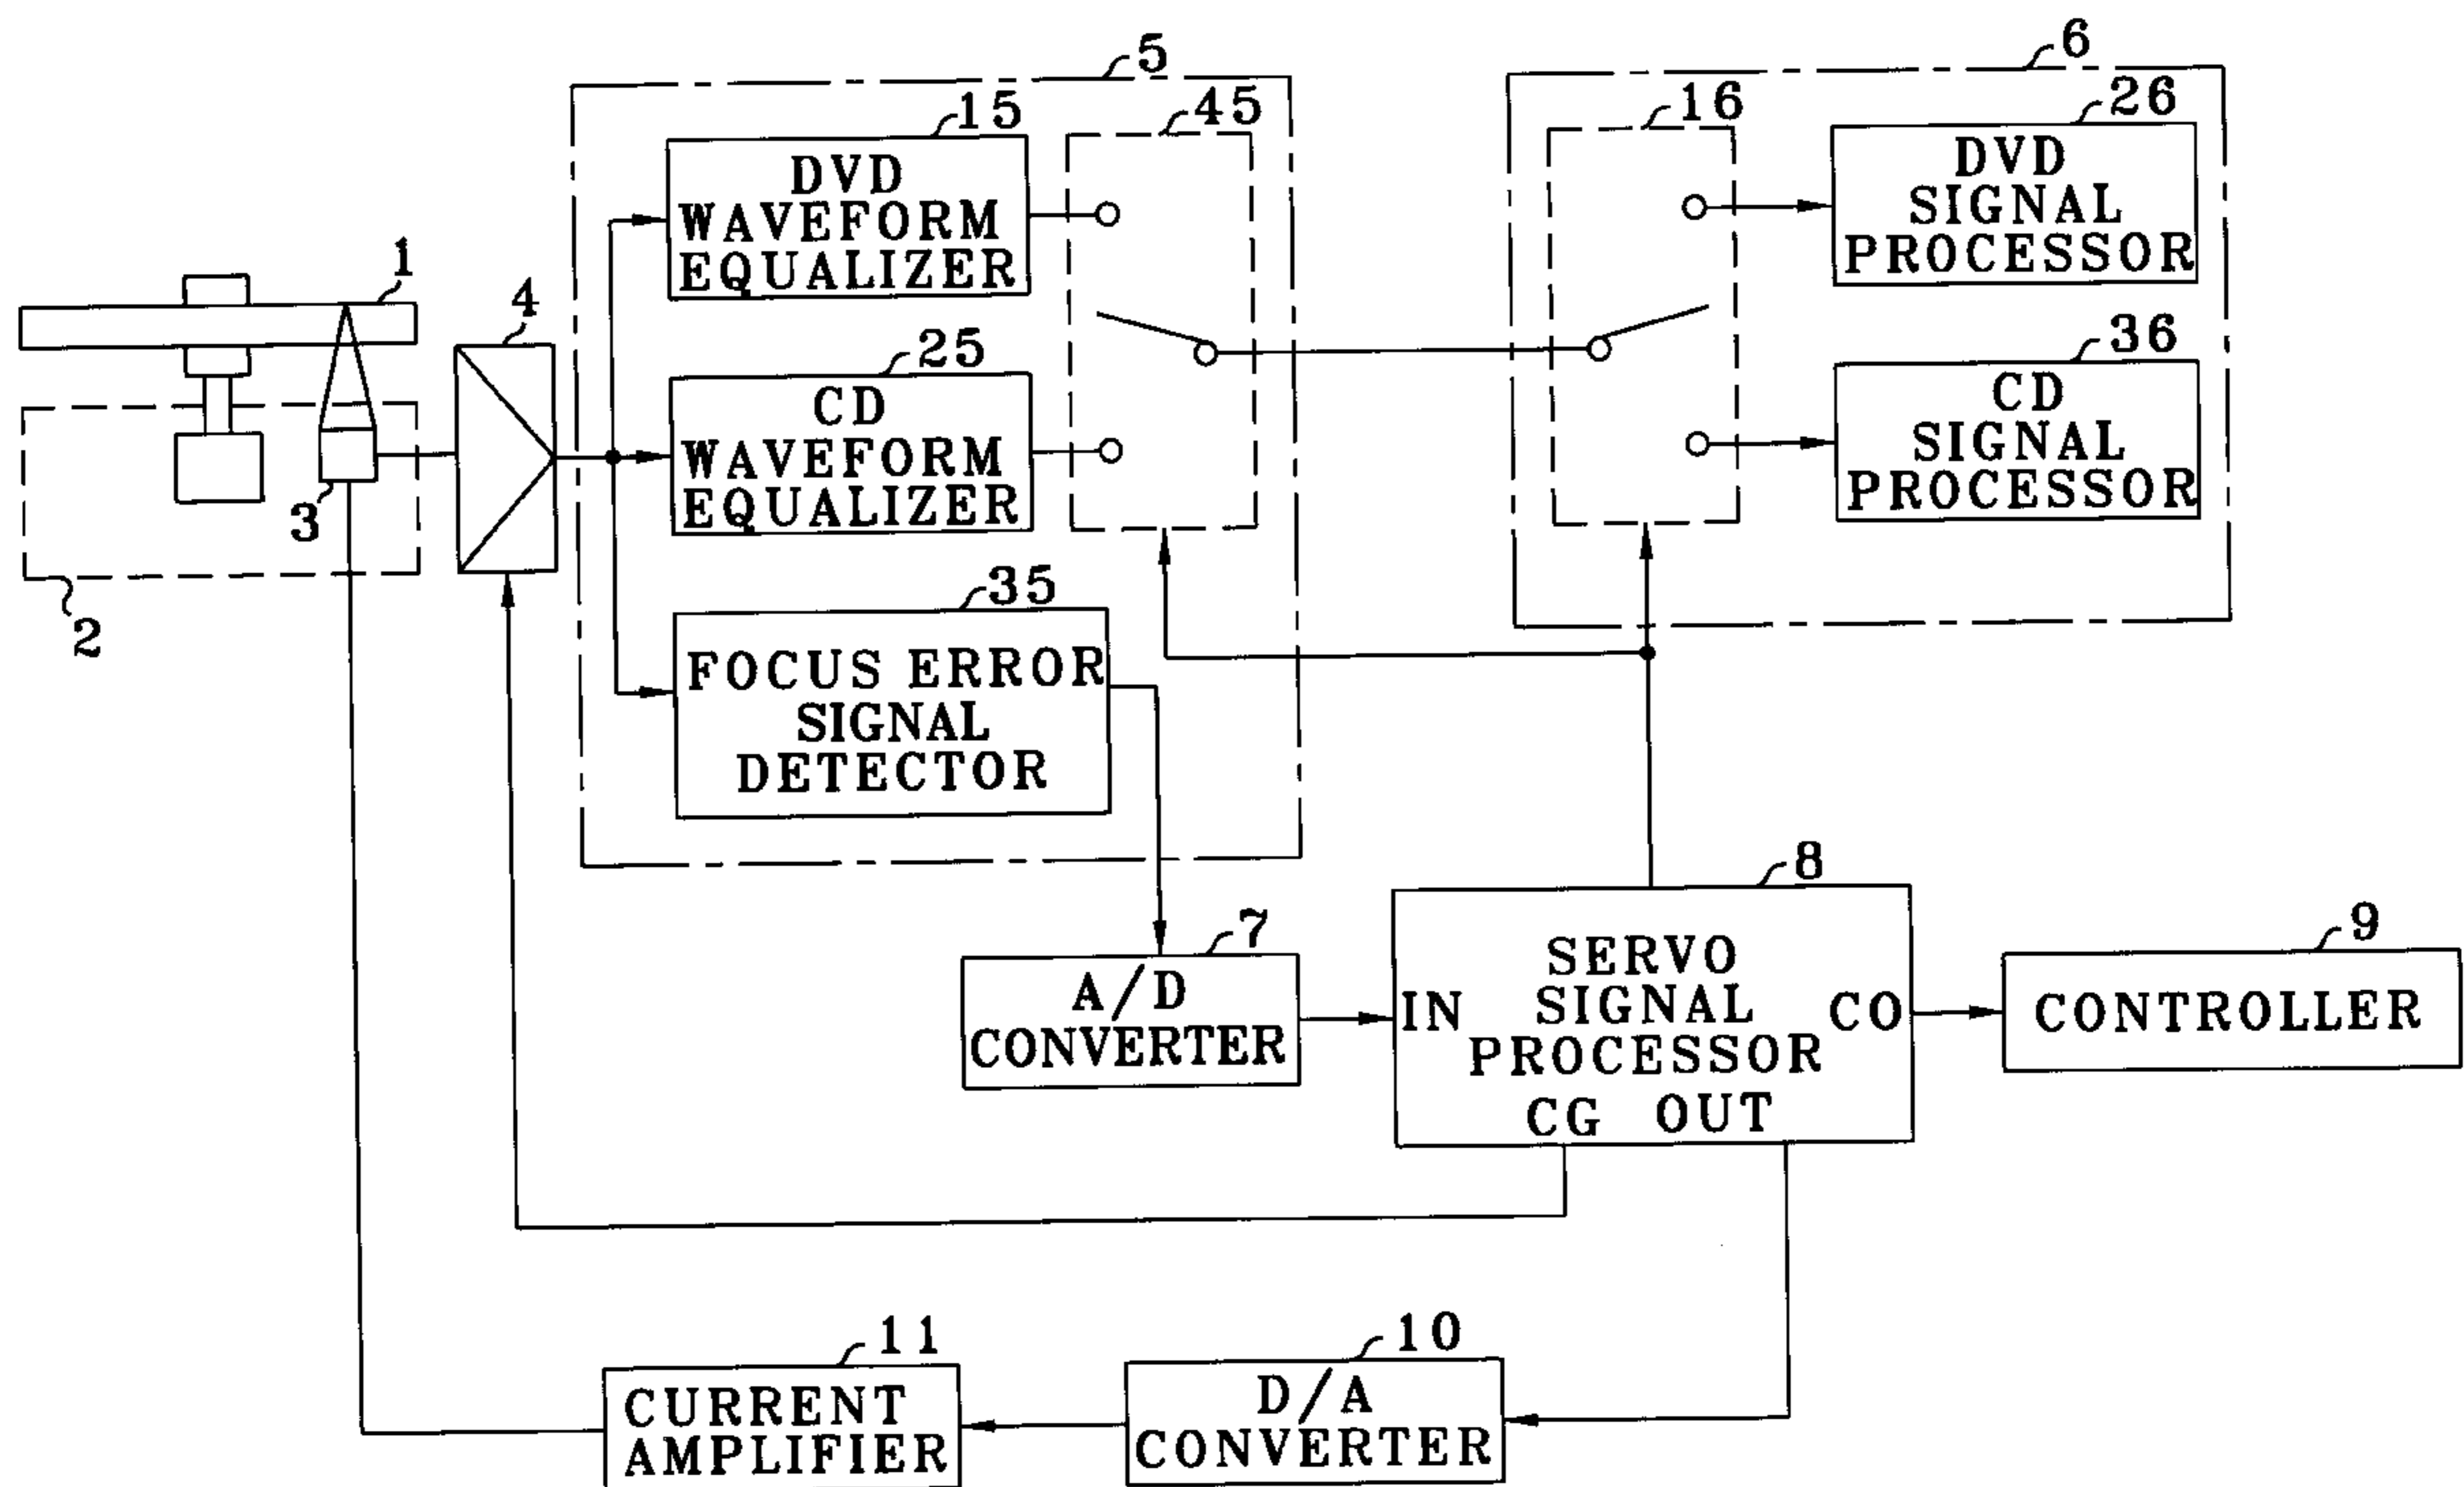 5
6
15
45
16
26
DVD
WAVEFORM
EQUALIZER
DVD
SIGNAL
PROCESSOR
1
4
25
36
CD
WAVEFORM
EQUALIZER
CD
SIGNAL
PROCESSOR
3
2
35
FOCUS ERROR
SIGNAL
DETECTOR
8
7
9
A/D
CONVERTER
IN
SERVO
SIGNAL
PROCESSOR
CO
CG OUT
CONTROLLER
11
10
CURRENT
AMPLIFIER
D/A
CONVERTER